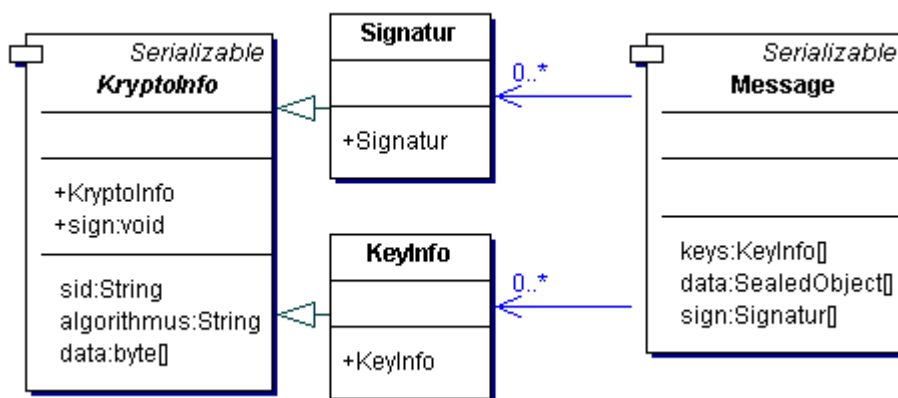 Serializable
KryptoInfo
+KryptoInfo
+sign:void
sid:String
algorithmus:String
data:byte[]
Signatur
+Signatur
KeyInfo
+KeyInfo
0..*
0..*
Serializable
Message
keys:KeyInfo[]
data:SealedObject[]
sign:Signatur[]